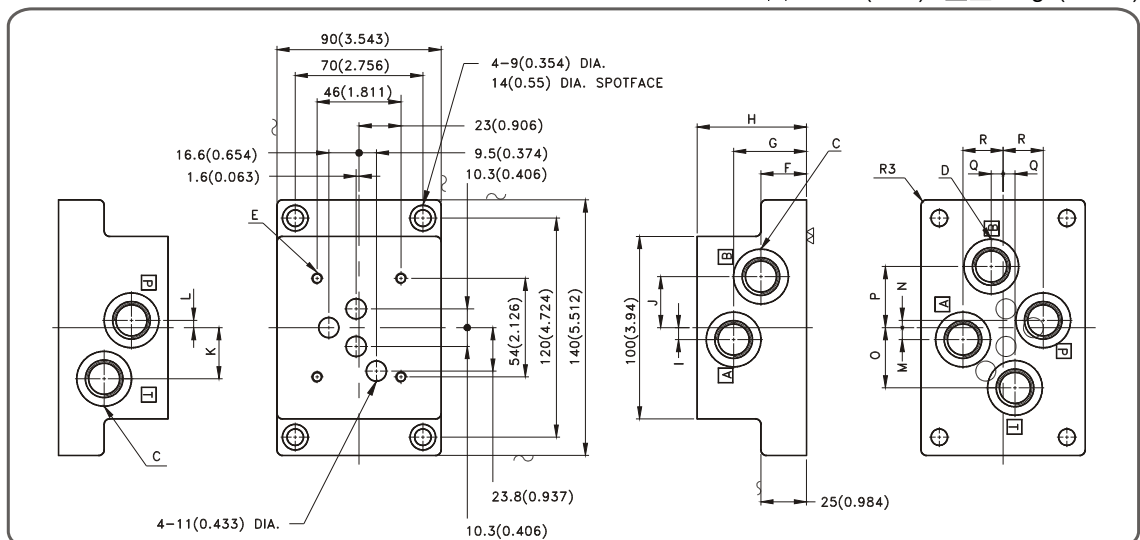 90(3.543)
70(2.756)
46(1.811)
4-9(0.354) DIA.
14(0.55) DIA. SPOTFACE
23(0.906)
16.6(0.654)
9.5(0.374)
1.6(0.063)
10.3(0.406)
E
54(2.126)
120(4.724)
140(5.512)
23.8(0.937)
10.3(0.406)
4-11(0.433) DIA.
P
L
K
T
C
H
G
F
C
B
J
I
A
100(3.94)
25(0.984)
R
R
Q
Q
R3
D
B
A
P
N
M
O
P
T